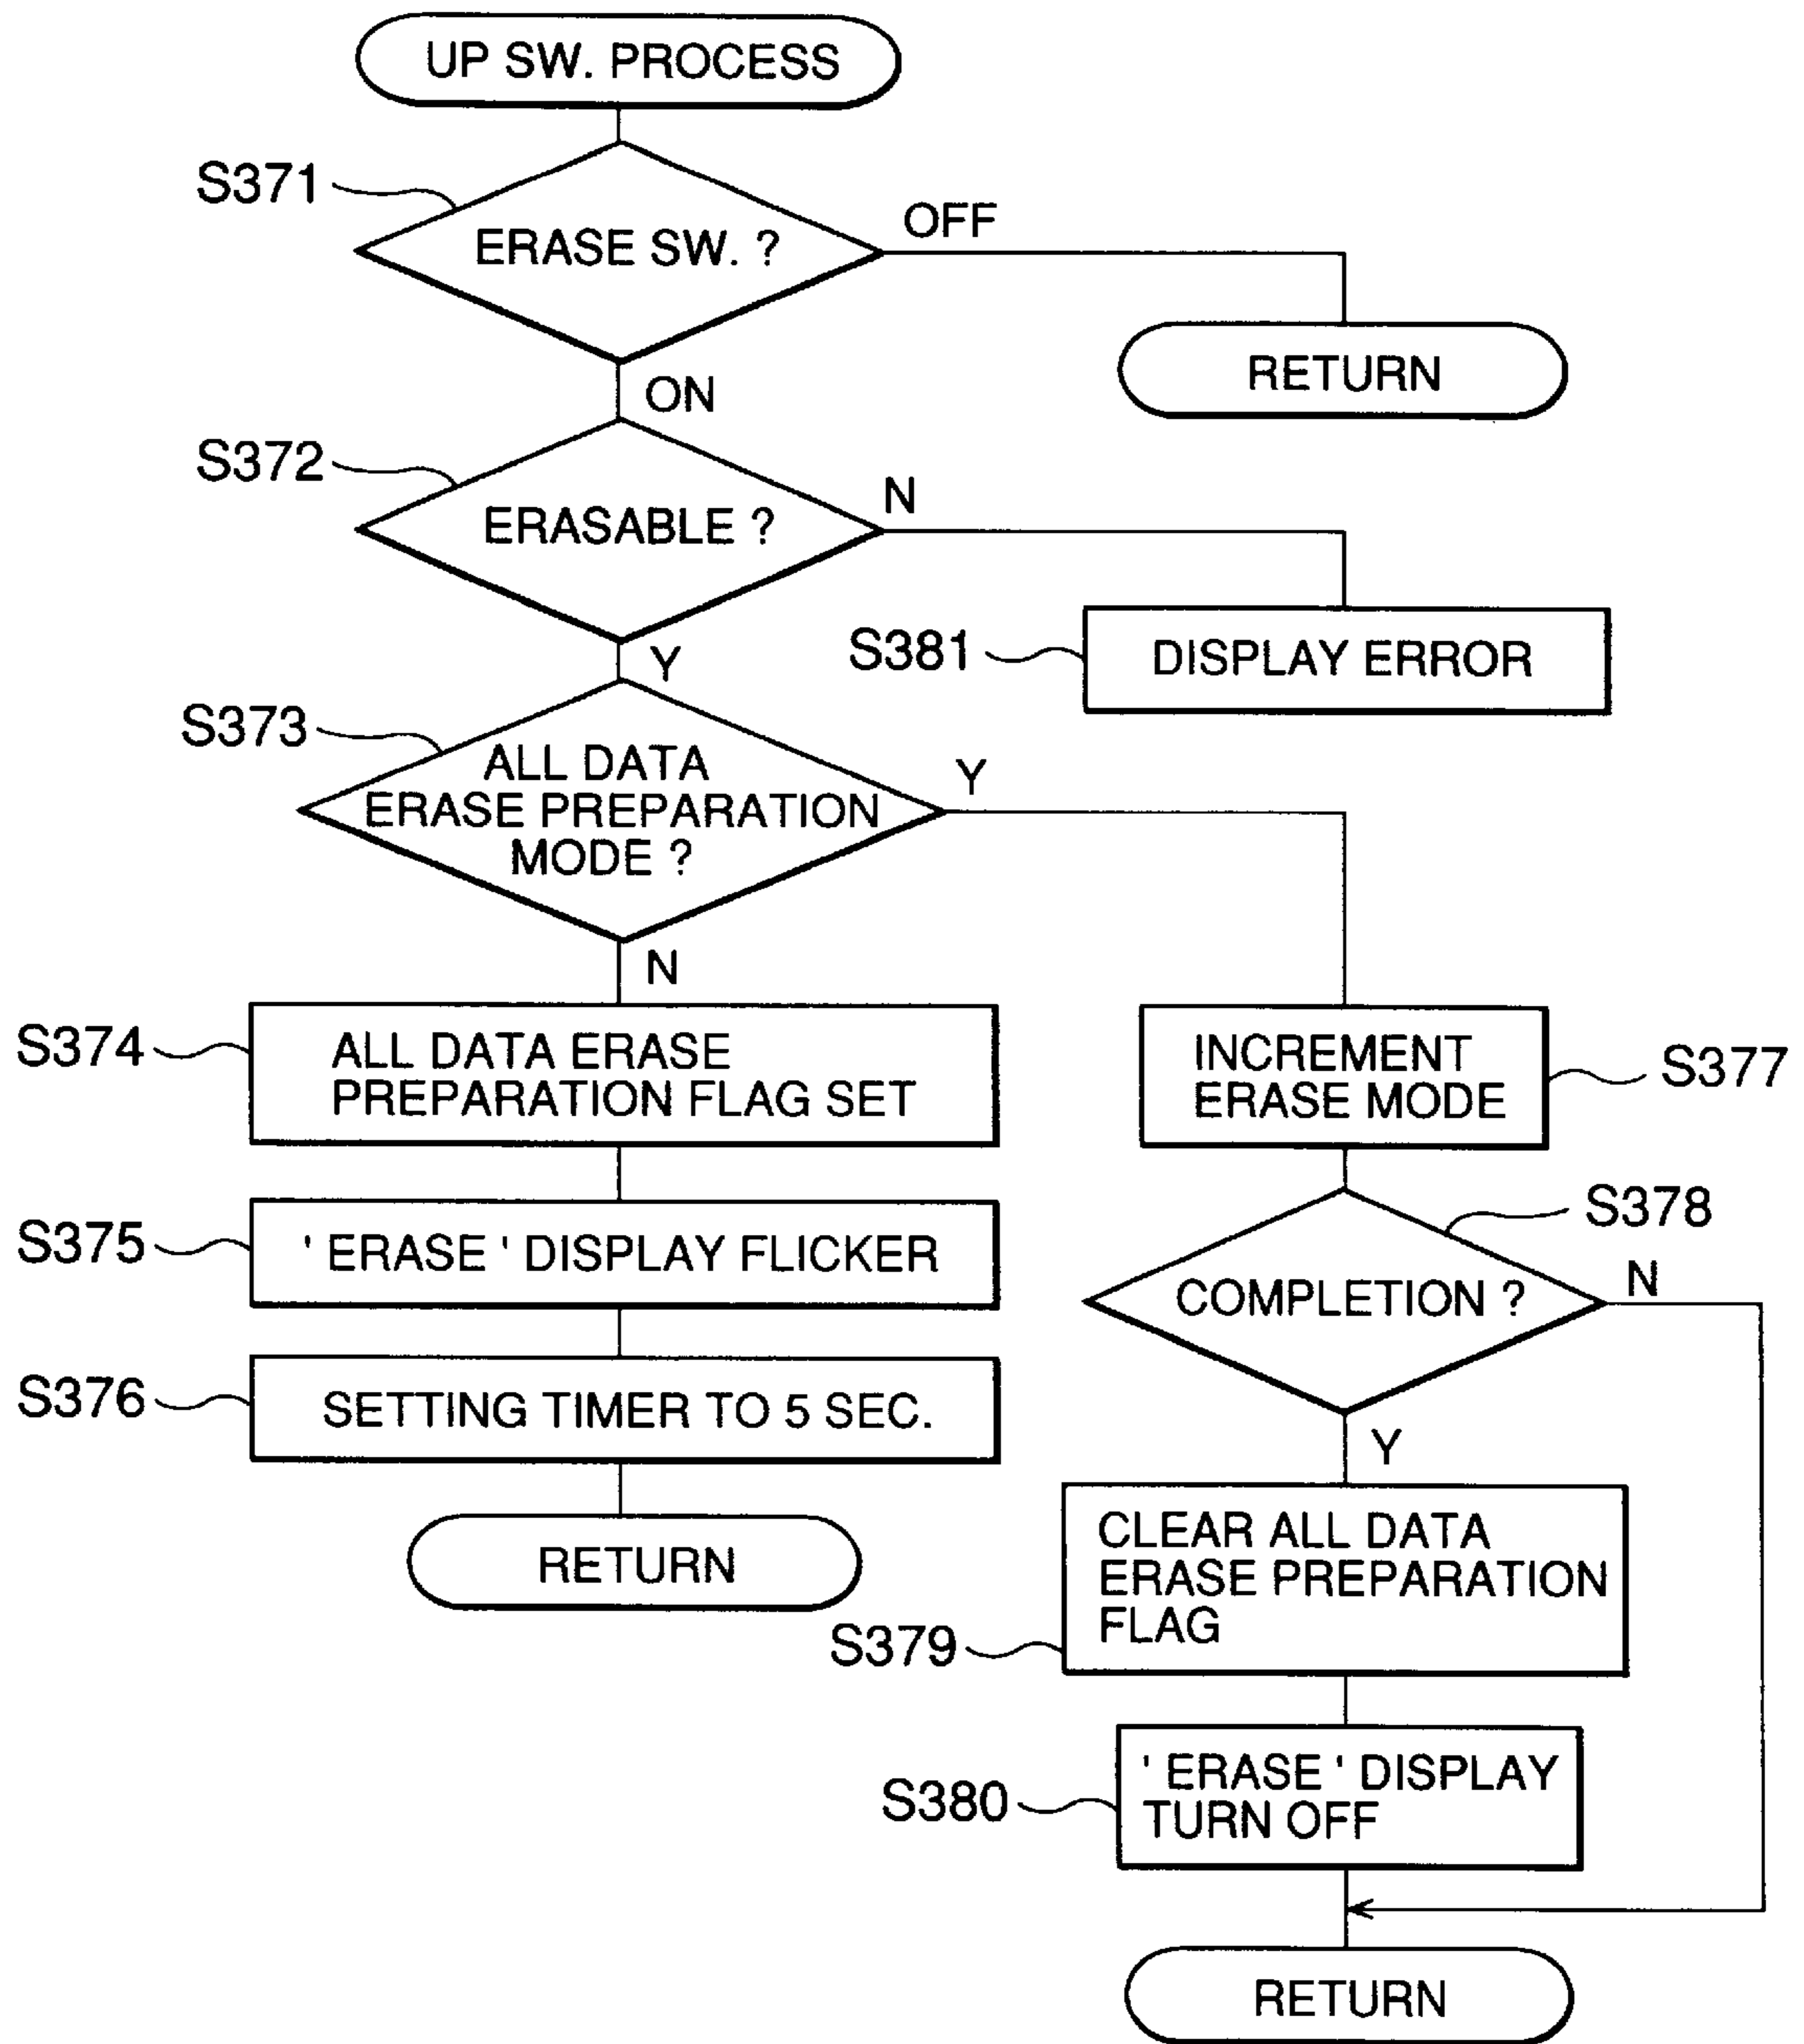 UP SW. PROCESS
S371
ERASE SW. ?
OFF
RETURN
ON
S372
ERASABLE ?
N
S381
DISPLAY ERROR
Y
S373
ALL DATA
ERASE PREPARATION
MODE ?
Y
N
S374
ALL DATA ERASE
PREPARATION FLAG SET
INCREMENT
ERASE MODE
S377
S375
' ERASE ' DISPLAY FLICKER
S378
COMPLETION ?
N
S376
SETTING TIMER TO 5 SEC.
Y
RETURN
CLEAR ALL DATA
ERASE PREPARATION
FLAG
S379
' ERASE ' DISPLAY
TURN OFF
S380
RETURN